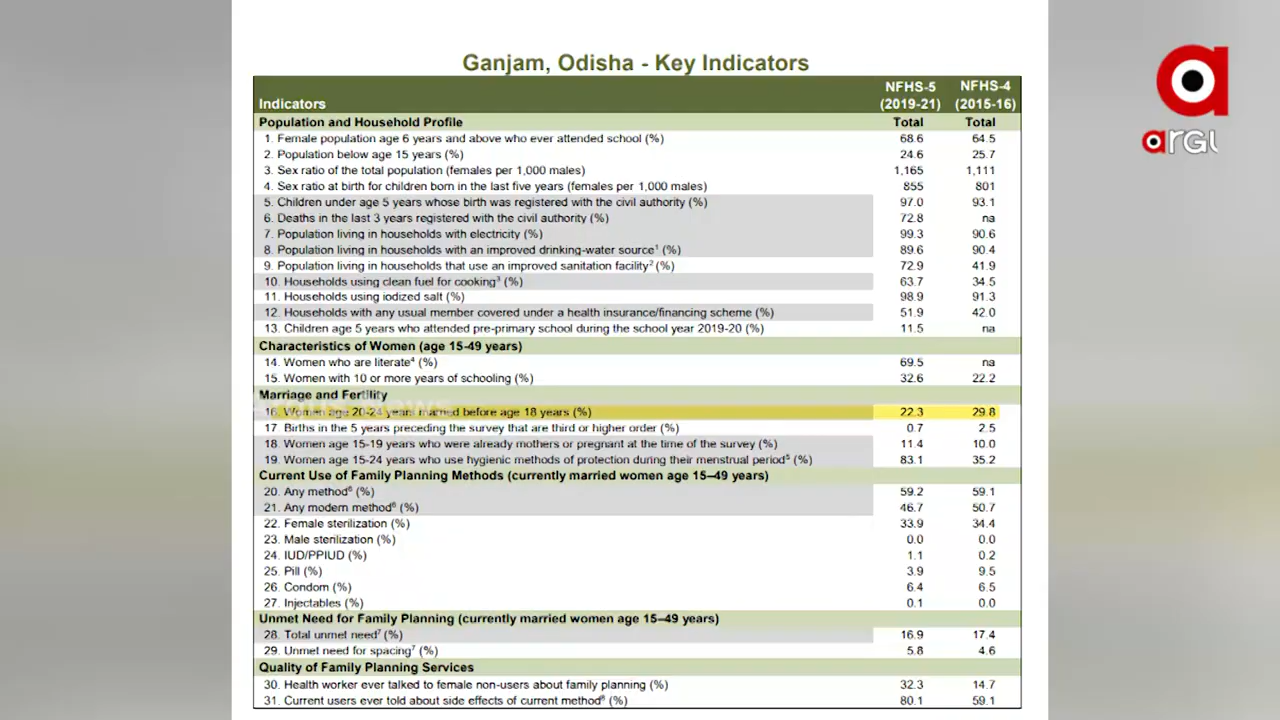 Ganjam, Odisha - Key Indicators
argus
Indicators NFHS-5 (2019-21) NFHS-4 (2015-16)
Population and Household Profile Total Total
1. Female population age 6 years and above who ever attended school (%) 68.6 64.5
2. Population below age 15 years (%) 24.6 25.7
3. Sex ratio of the total population (females per 1,000 males) 1,165 1,111
4. Sex ratio at birth for children born in the last five years (females per 1,000 males) 855 801
5. Children under age 5 years whose birth was registered with the civil authority (%) 97.0 93.1
6. Deaths in the last 3 years registered with the civil authority (%) 72.8 na
7. Population living in households with electricity (%) 99.3 90.6
8. Population living in households with an improved drinking-water source¹ (%) 89.6 90.4
9. Population living in households that use an improved sanitation facility² (%) 72.9 41.9
10. Households using clean fuel for cooking³ (%) 63.7 34.5
11. Households using iodized salt (%) 98.9 91.3
12. Households with any usual member covered under a health insurance/financing scheme (%) 51.9 42.0
13. Children age 5 years who attended pre-primary school during the school year 2019-20 (%) 11.5 na
Characteristics of Women (age 15-49 years)
14. Women who are literate⁴ (%) 69.5 na
15. Women with 10 or more years of schooling (%) 32.6 22.2
Marriage and Fertility
16. Women age 20-24 years married before age 18 years (%) 22.3 29.8
17. Births in the 5 years preceding the survey that are third or higher order (%) 0.7 2.5
18. Women age 15-19 years who were already mothers or pregnant at the time of the survey (%) 11.4 10.0
19. Women age 15-24 years who use hygienic methods of protection during their menstrual period⁵ (%) 83.1 35.2
Current Use of Family Planning Methods (currently married women age 15–49 years)
20. Any method⁶ (%) 59.2 59.1
21. Any modern method⁶ (%) 46.7 50.7
22. Female sterilization (%) 33.9 34.4
23. Male sterilization (%) 0.0 0.0
24. IUD/PPIUD (%) 1.1 0.2
25. Pill (%) 3.9 9.5
26. Condom (%) 6.4 6.5
27. Injectables (%) 0.1 0.0
Unmet Need for Family Planning (currently married women age 15–49 years)
28. Total unmet need⁷ (%) 16.9 17.4
29. Unmet need for spacing⁷ (%) 5.8 4.6
Quality of Family Planning Services
30. Health worker ever talked to female non-users about family planning (%) 32.3 14.7
31. Current users ever told about side effects of current method⁸ (%) 80.1 59.1